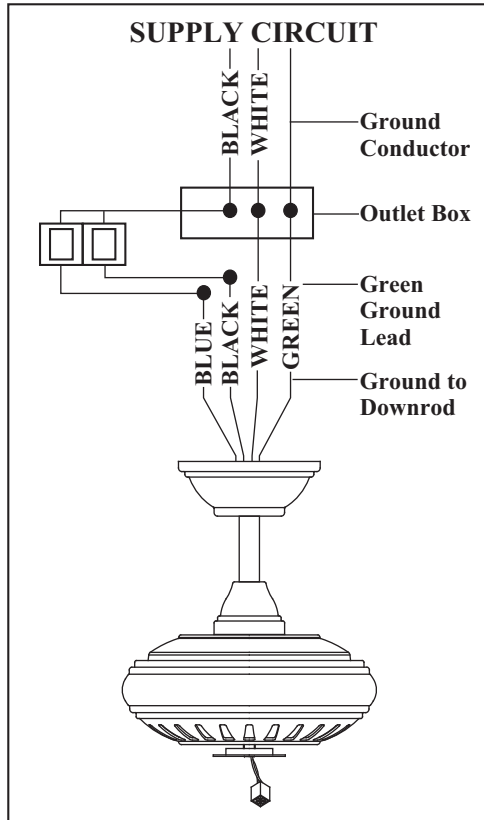 SUPPLY CIRCUIT
BLACK
WHITE
Ground
Conductor
Outlet Box
BLUE
BLACK
WHITE
GREEN
Green
Ground
Lead
Ground to
Downrod